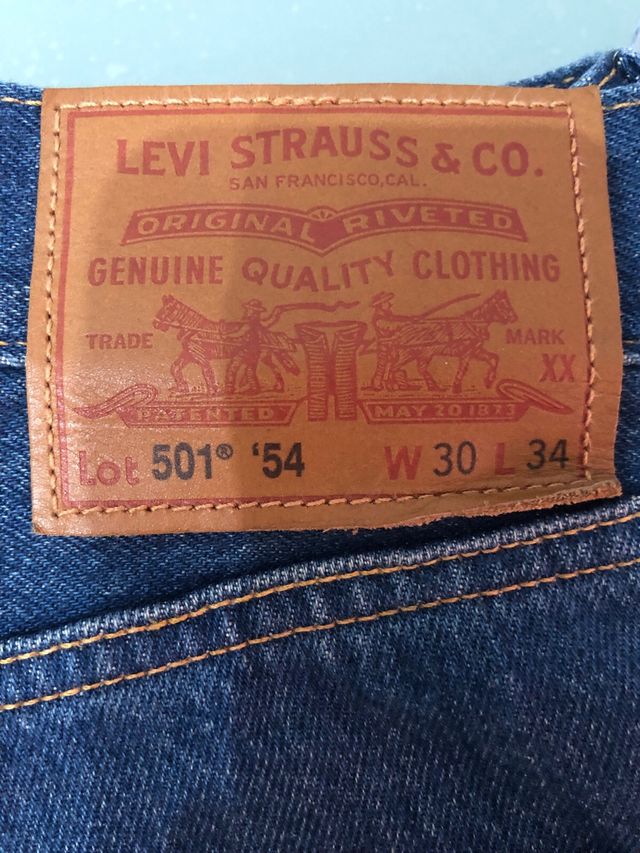 LEVI STRAUSS & CO.
SAN FRANCISCO, CAL.
ORIGINAL RIVETED
GENUINE QUALITY CLOTHING
TRADE MARK
XX
PATENTED MAY 20 1873
Lot 501® '54 W 30 L 34